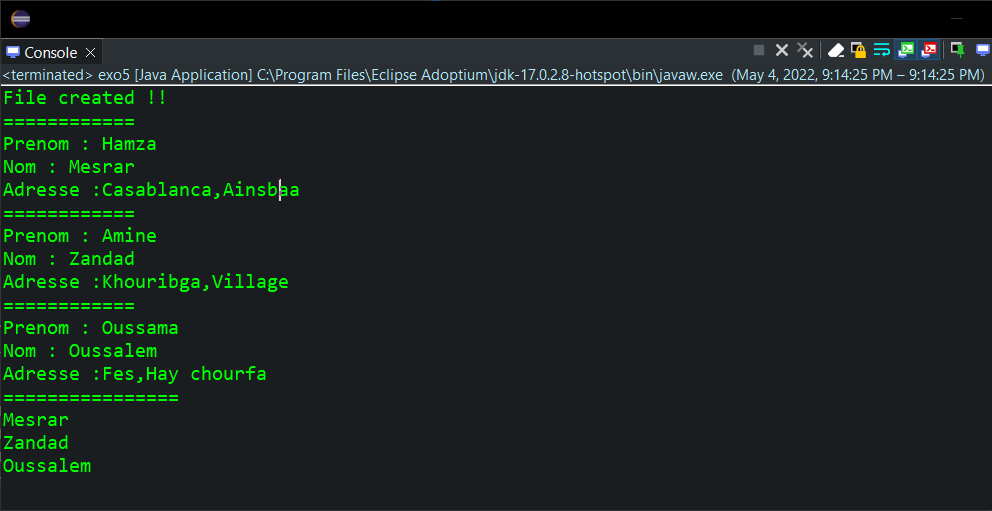 Console
<terminated> exo5 [Java Application] C:\Program Files\Eclipse Adoptium\jdk-17.0.2.8-hotspot\bin\javaw.exe (May 4, 2022, 9:14:25 PM – 9:14:25 PM)
File created !!
============
Prenom : Hamza
Nom : Mesrar
Adresse :Casablanca,Ainsbaa
============
Prenom : Amine
Nom : Zandad
Adresse :Khouribga,Village
============
Prenom : Oussama
Nom : Oussalem
Adresse :Fes,Hay chourfa
================
Mesrar
Zandad
Oussalem